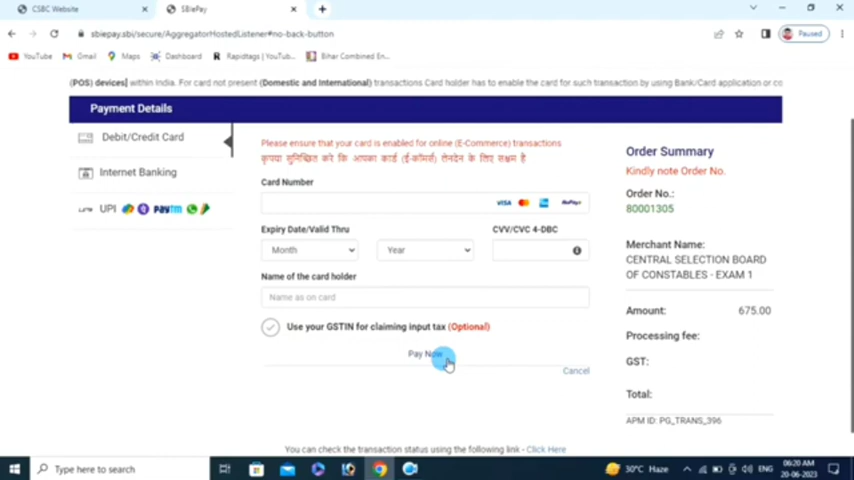 CSBC Website
SBIePay
sbiepay.sbi/secure/AggregatorHostedListener#no-back-button
Paused
YouTube
Gmail
Maps
Dashboard
Rapidtags | YouTub...
Bihar Combined En...
(POS) devices] within India. For card not present (Domestic and International) transactions Card holder has to enable the card for such transaction by using Bank/Card application or co
Payment Details
Debit/Credit Card
Internet Banking
UPI
paytm
Please ensure that your card is enabled for online (E-Commerce) transactions
कृपया सुनिश्चित करे कि आपका कार्ड (ई-कॉमर्स) लेनदेन के लिए सक्षम है
Card Number
VISA
RuPay
Expiry Date/Valid Thru
CVV/CVC 4-DBC
Month
Year
Name of the card holder
Name as on card
Use your GSTIN for claiming input tax (Optional)
Pay Now
Cancel
Order Summary
Kindly note Order No.
Order No.:
80001305
Merchant Name:
CENTRAL SELECTION BOARD
OF CONSTABLES - EXAM 1
Amount: 675.00
Processing fee:
GST:
Total:
APM ID: PG_TRANS_396
You can check the transaction status using the following link - Click Here
Type here to search
30°C Haze
ENG
06:20 AM
20-06-2023